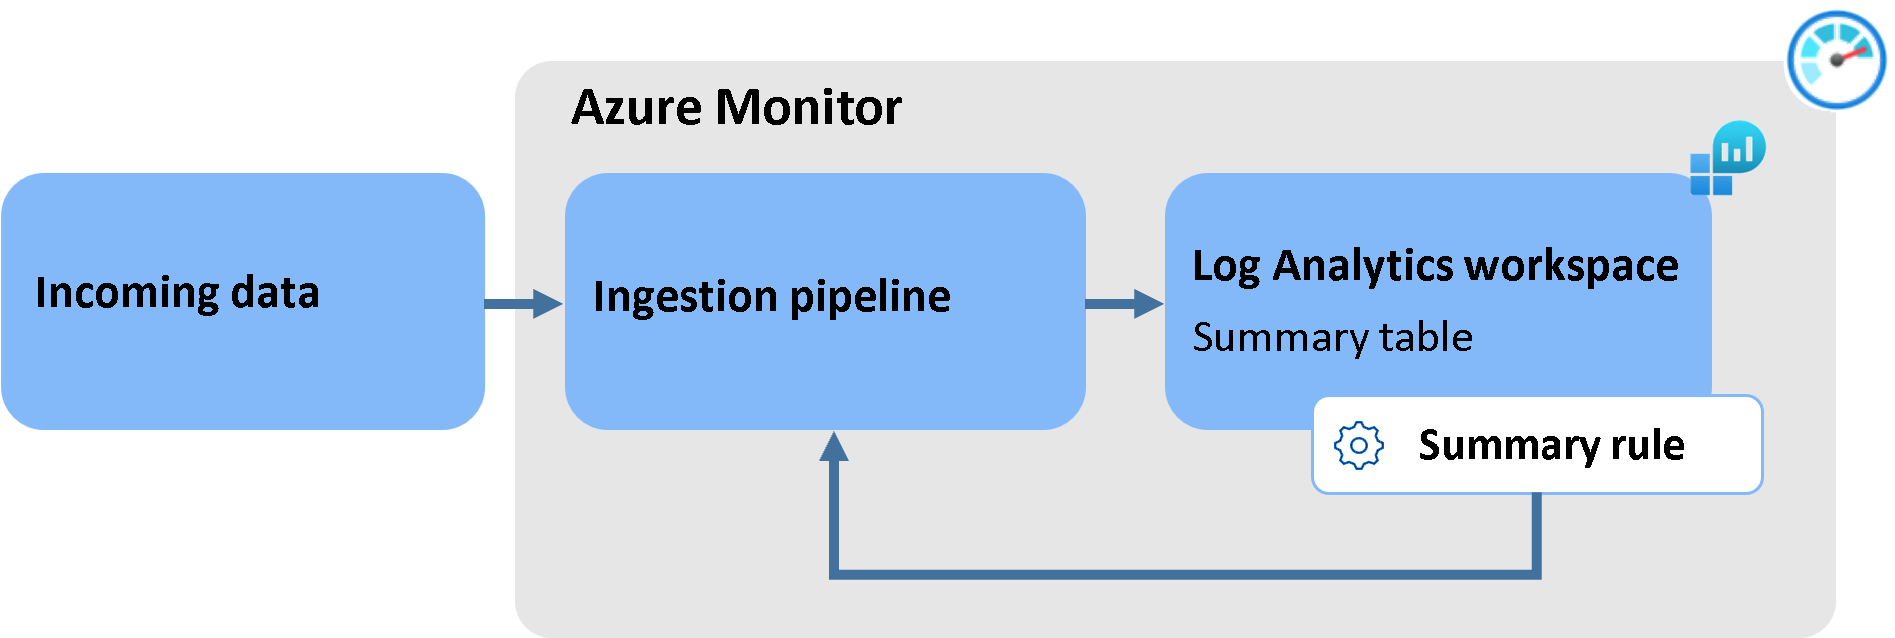 Azure Monitor
Incoming data
Ingestion pipeline
Log Analytics workspace
Summary table
Summary rule